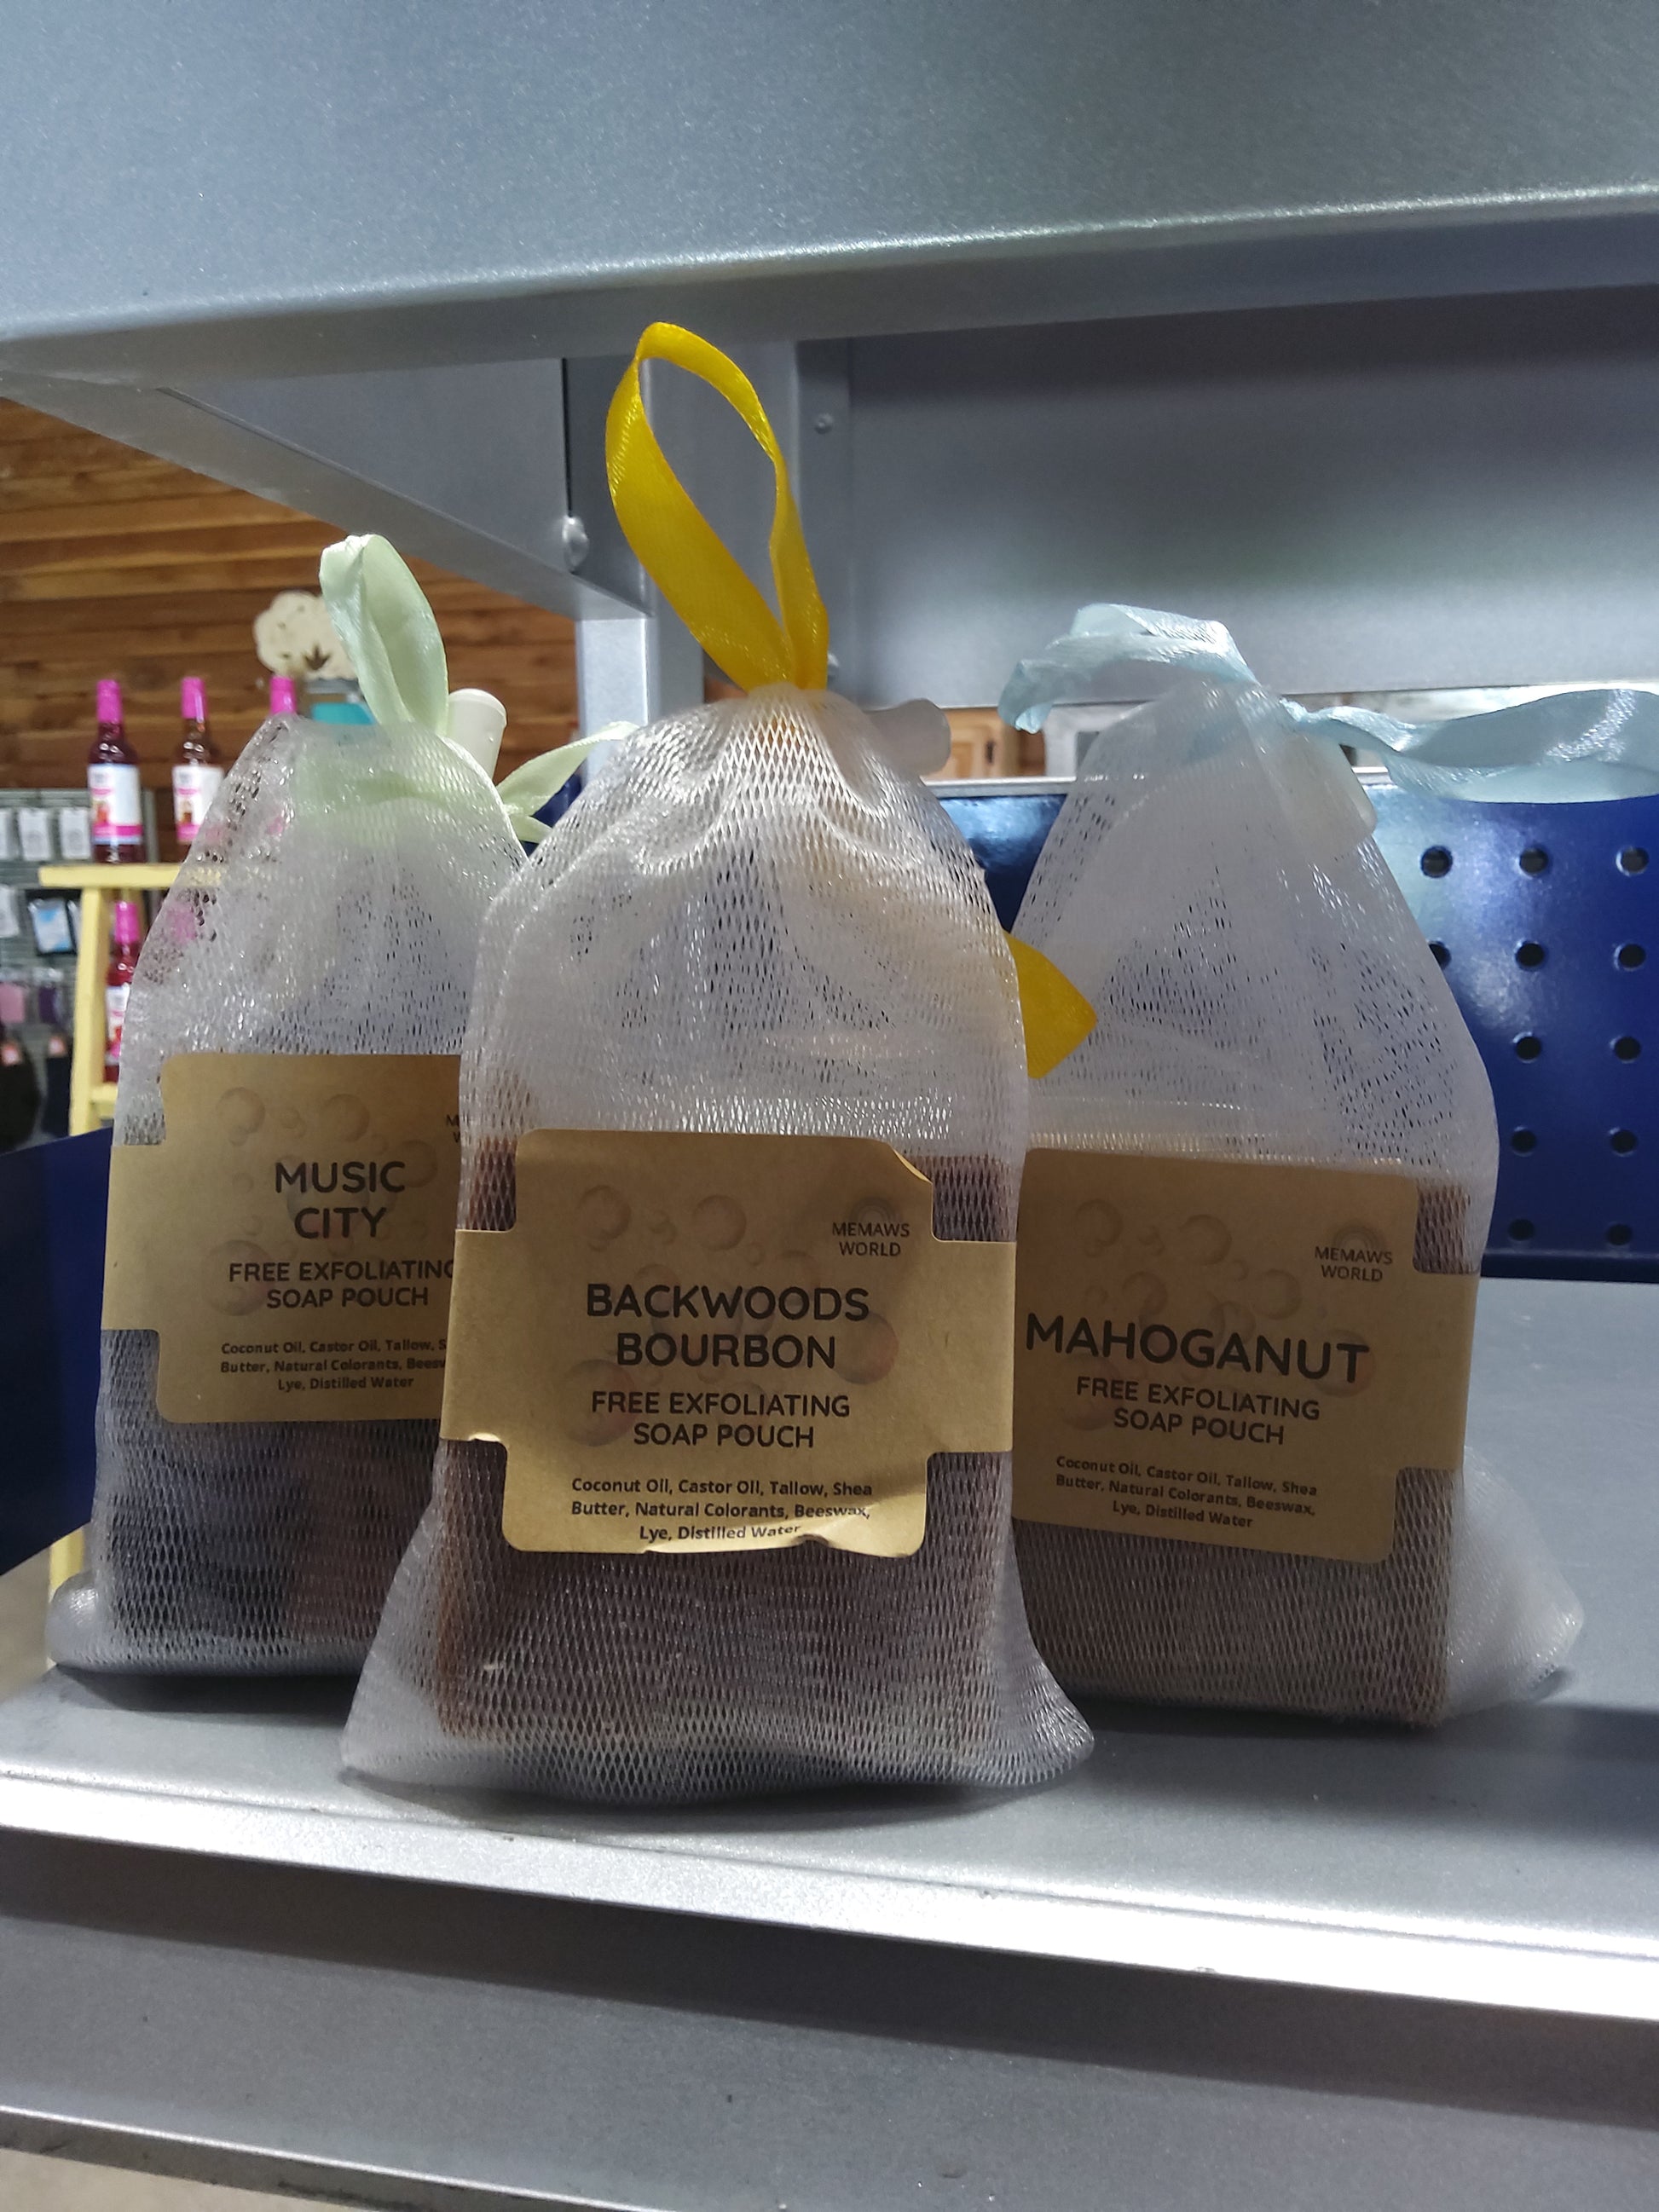 MUSIC
CITY
FREE EXFOLIATING
SOAP POUCH
Coconut Oil, Castor Oil, Tallow,
Butter, Natural Colorants,
Lye, Distilled Water
MEMAWS
WORLD
BACKWOODS
BOURBON
FREE EXFOLIATING
SOAP POUCH
Coconut Oil, Castor Oil, Tallow, Shea
Butter, Natural Colorants, Beeswax,
Lye, Distilled Water
MEMAWS
WORLD
MAHOGANUT
FREE EXFOLIATING
SOAP POUCH
Coconut Oil, Castor Oil, Tallow, Shea
Butter, Natural Colorants, Beeswax,
Lye, Distilled Water